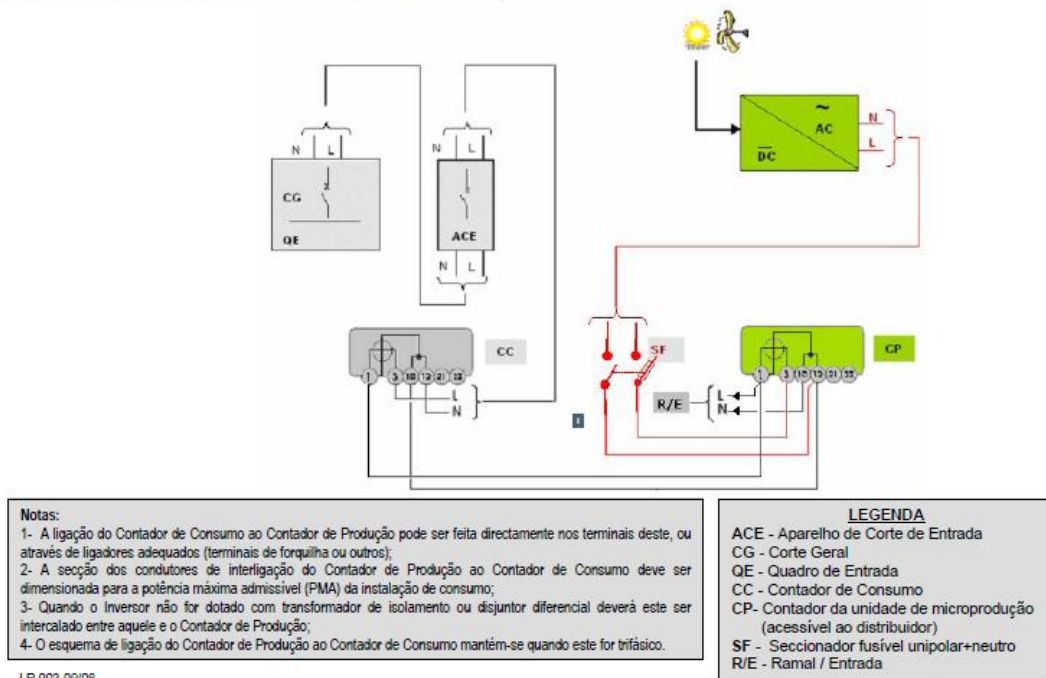 N L
CG
QE
N L
ACE
N L
~
AC
DC
N
L
CC
1 3
L
N
SF
CP
1 3
R/E
L
N
Notas:
1- A ligação do Contador de Consumo ao Contador de Produção pode ser feita directamente nos terminais deste, ou
através de ligadores adequados (terminais de forquilha ou outros);
2- A secção dos condutores de interligação do Contador de Produção ao Contador de Consumo deve ser
dimensionada para a potência máxima admissível (PMA) da instalação de consumo;
3- Quando o Inversor não for dotado com transformador de isolamento ou disjuntor diferencial deverá este ser
intercalado entre aquele e o Contador de Produção;
4- O esquema de ligação do Contador de Produção ao Contador de Consumo mantém-se quando este for trifásico.
LEGENDA
ACE - Aparelho de Corte de Entrada
CG - Corte Geral
QE - Quadro de Entrada
CC - Contador de Consumo
CP- Contador da unidade de microprodução
(acessível ao distribuidor)
SF - Seccionador fusível unipolar+neutro
R/E - Ramal / Entrada